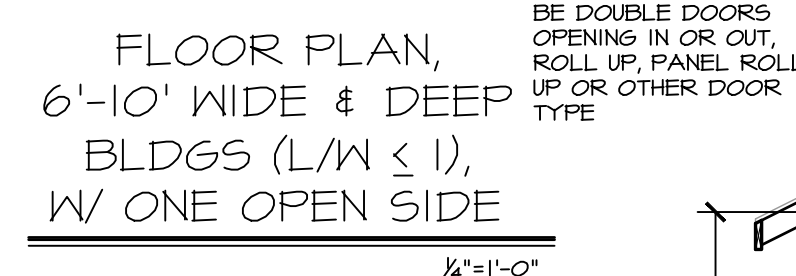 FLOOR PLAN,
6'-10' WIDE & DEEP
BLDGS (L/W ≤ 1),
W/ ONE OPEN SIDE
1/4"=1'-0"
BE DOUBLE DOORS
OPENING IN OR OUT,
ROLL UP, PANEL ROLL
UP OR OTHER DOOR
TYPE